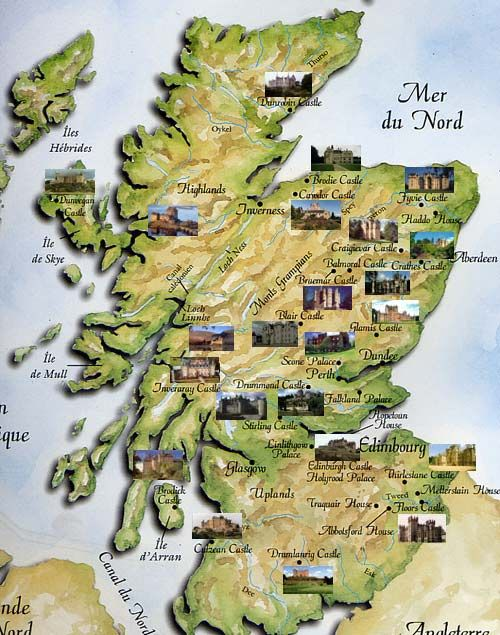 Thurso
Dunrobin Castle
Mer
du Nord
Oykel
Îles
Hébrides
Brodie Castle
Cawdor Castle
Highlands
Fyvie Castle
Dunvegan
Castle
Inverness
Spey
Haddo House
Île
de Skye
Craigievar Castle
Loch Ness
Balmoral Castle
Crathes Castle
Aberdeen
Canal
calédonien
Monts Grampians
Braemar Castle
Loch
Linnhe
Blair Castle
Glamis Castle
Île
de Mull
Scone Palace
Dundee
Perth
Inveraray Castle
Drummond Castle
Falkland Palace
Hopetoun
House
Stirling Castle
Linlithgow
Palace
Edimbourg
Glasgow
Edinburgh Castle
Holyrood Palace
Thirlestane Castle
Brodick
Castle
Uplands
Tweed
Mellerstain House
Traquair House
Floors Castle
Abbotsford House
Île
d'Arran
Culzean Castle
Drumlanrig Castle
Canal du Nord
Dee
Esk
Angleterre